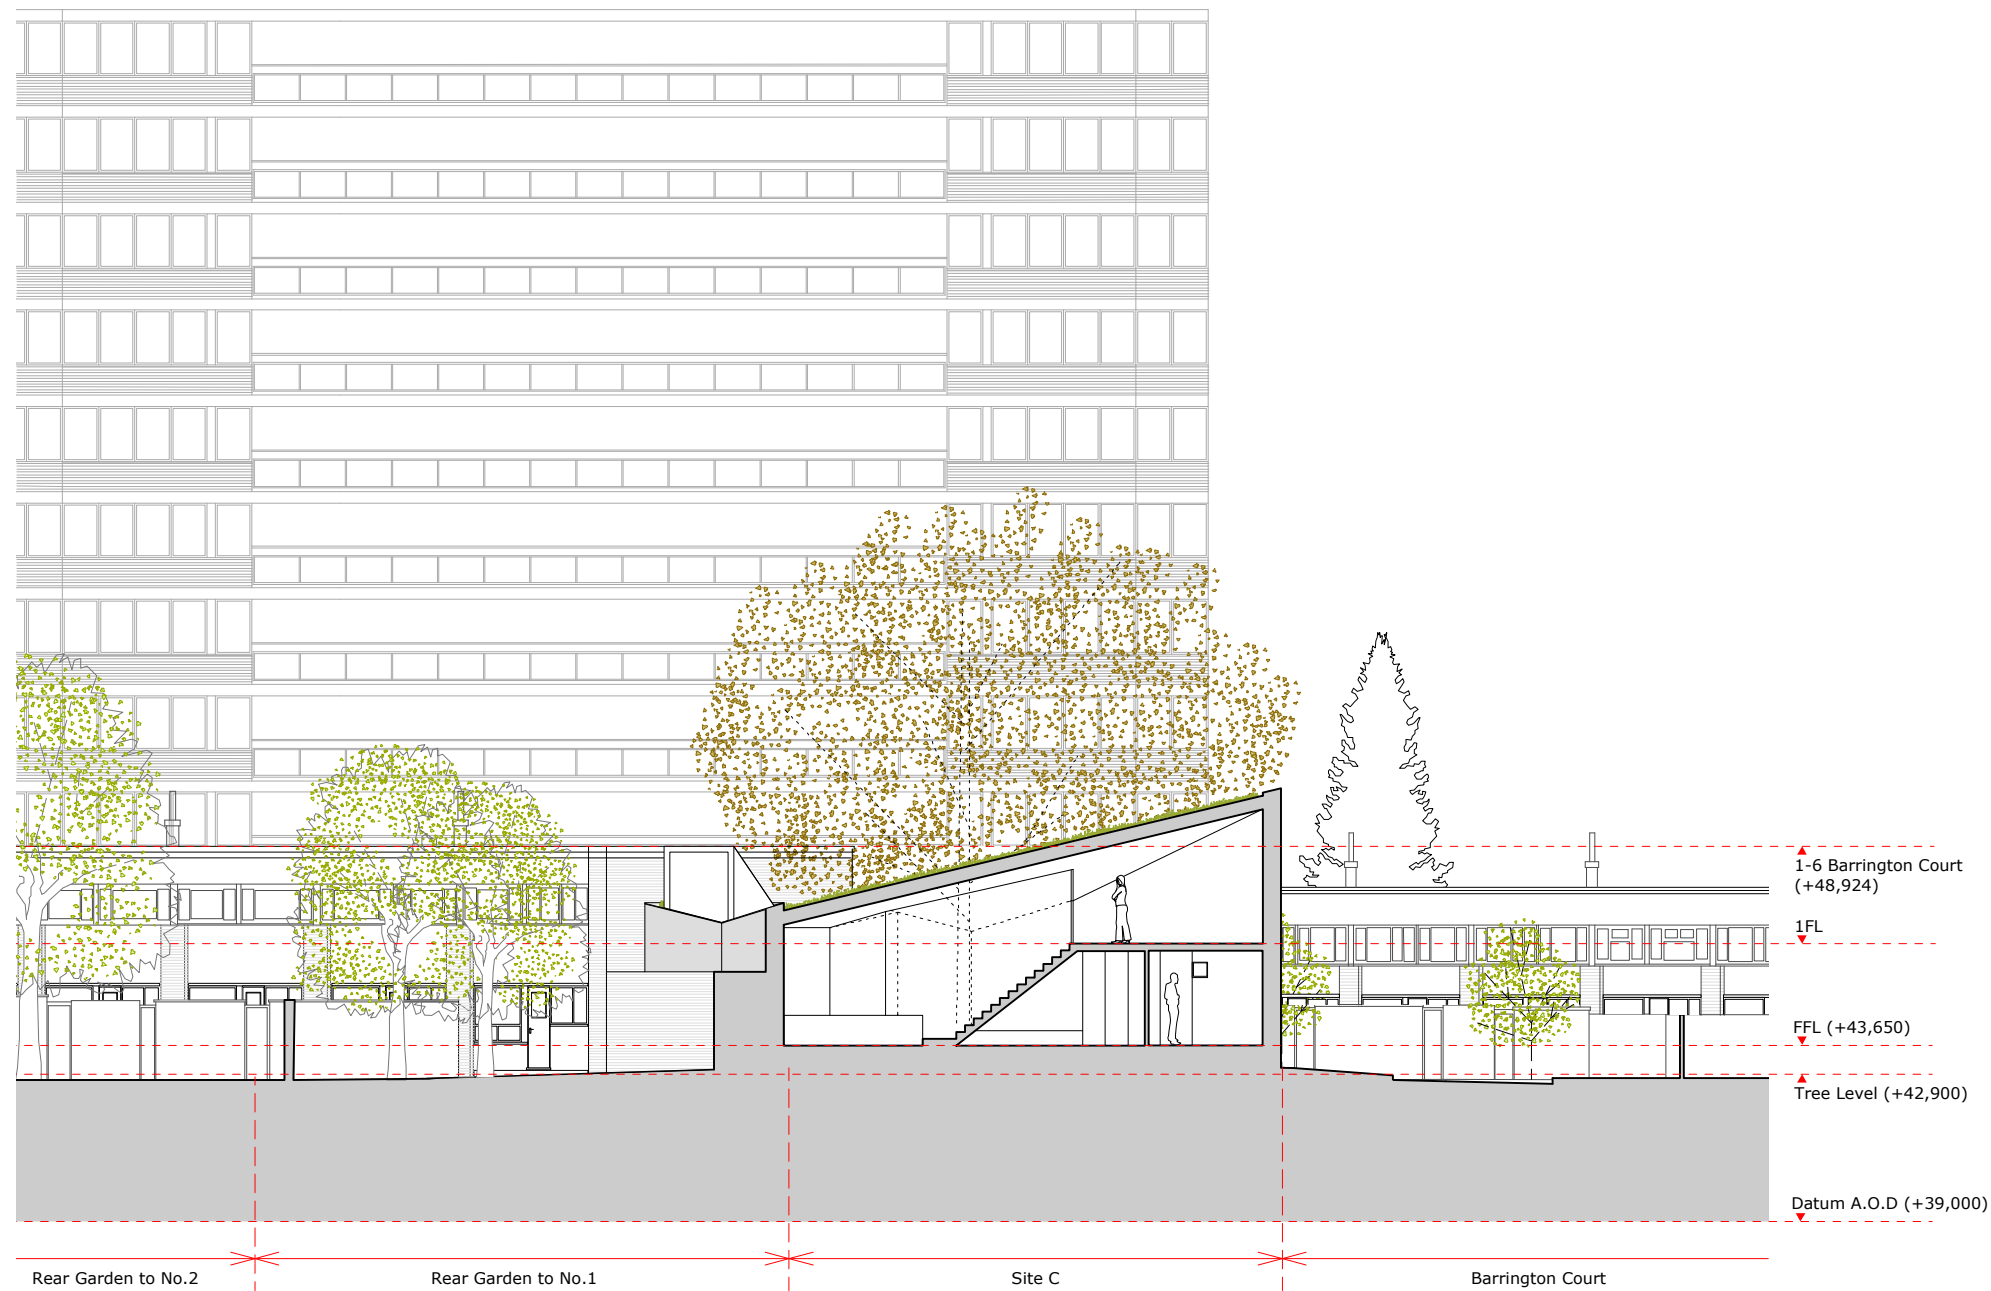 1-6 Barrington Court
(+48,924)
1FL
FFL (+43,650)
Tree Level (+42,900)
Datum A.O.D (+39,000)
Rear Garden to No.2
Rear Garden to No.1
Site C
Barrington Court